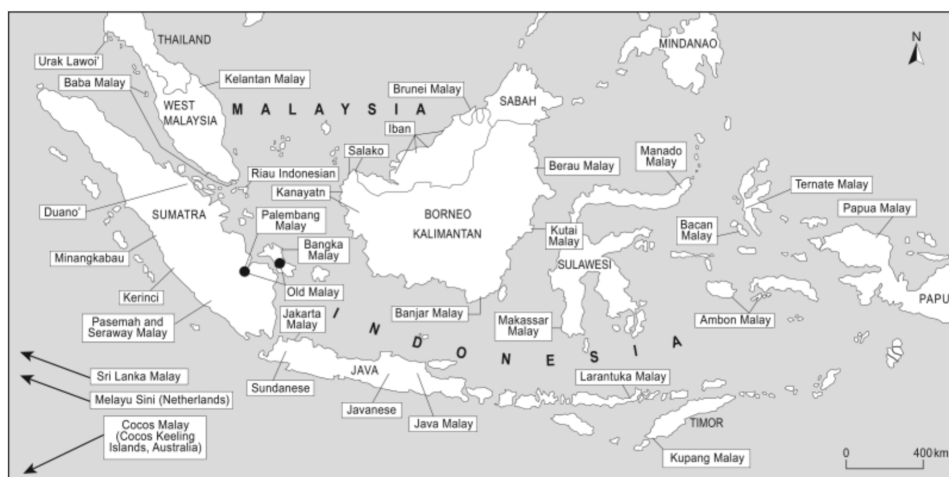 THAILAND
MINDANAO
N
Urak Lawoi’
Baba Malay
Kelantan Malay
WEST
MALAYSIA
MALAYSIA
Brunei Malay
SABAH
Iban
Salako
Berau Malay
Manado
Malay
Riau Indonesian
Kanayatn
Ternate Malay
Duano’
SUMATRA
Palembang
Malay
BORNEO
KALIMANTAN
Papua Malay
Bacan
Malay
Bangka
Malay
Kutai
Malay
Minangkabau
SULAWESI
Kerinci
Old Malay
PAPU
Pasemah and
Seraway Malay
Jakarta
Malay
INDONESIA
Banjar Malay
Makassar
Malay
Ambon Malay
Sri Lanka Malay
JAVA
Larantuka Malay
Sundanese
Melayu Sini (Netherlands)
Javanese
Java Malay
TIMOR
Cocos Malay
(Cocos Keeling
Islands, Australia)
Kupang Malay
0 400 km